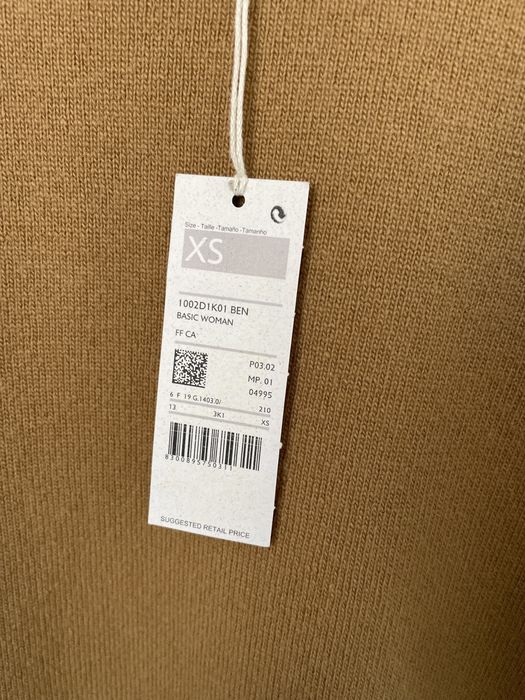 Size - Taille - Tamaño - Tamanho
XS
1002D1K01 BEN
BASIC WOMAN
FF CA
P03.02
MP. 01
04995
6 F 19 G.1403.0/ 210
13 3K1 XS
8300895750311
SUGGESTED RETAIL PRICE